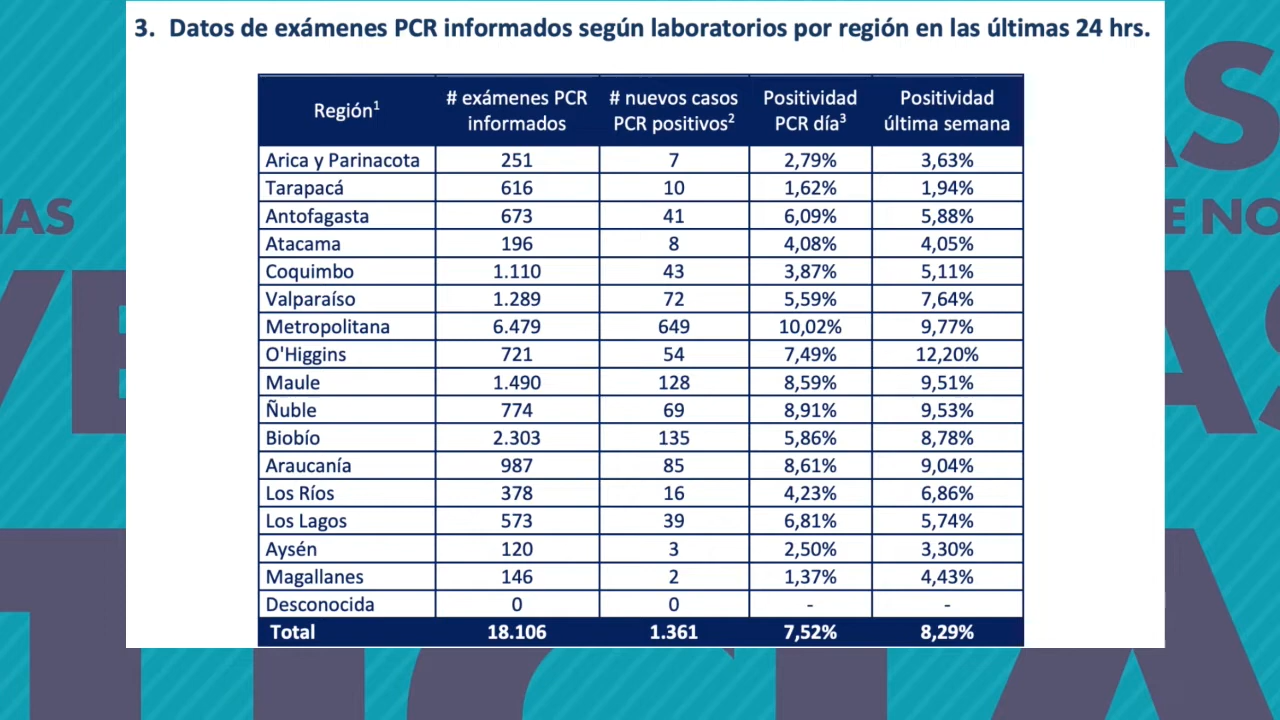 3. Datos de exámenes PCR informados según laboratorios por región en las últimas 24 hrs.
Región1 # exámenes PCR informados # nuevos casos PCR positivos2 Positividad PCR día3 Positividad última semana
Arica y Parinacota 251 7 2,79% 3,63%
Tarapacá 616 10 1,62% 1,94%
Antofagasta 673 41 6,09% 5,88%
Atacama 196 8 4,08% 4,05%
Coquimbo 1.110 43 3,87% 5,11%
Valparaíso 1.289 72 5,59% 7,64%
Metropolitana 6.479 649 10,02% 9,77%
O'Higgins 721 54 7,49% 12,20%
Maule 1.490 128 8,59% 9,51%
Ñuble 774 69 8,91% 9,53%
Biobío 2.303 135 5,86% 8,78%
Araucanía 987 85 8,61% 9,04%
Los Ríos 378 16 4,23% 6,86%
Los Lagos 573 39 6,81% 5,74%
Aysén 120 3 2,50% 3,30%
Magallanes 146 2 1,37% 4,43%
Desconocida 0 0 - -
Total 18.106 1.361 7,52% 8,29%